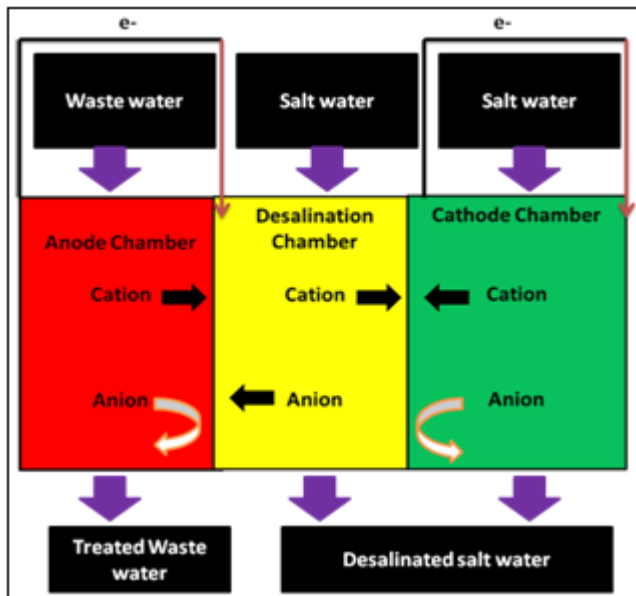 e-
e-
Waste water
Salt water
Salt water
Anode Chamber
Desalination
Chamber
Cathode Chamber
Cation
Cation
Cation
Anion
Anion
Anion
Treated Waste
water
Desalinated salt water